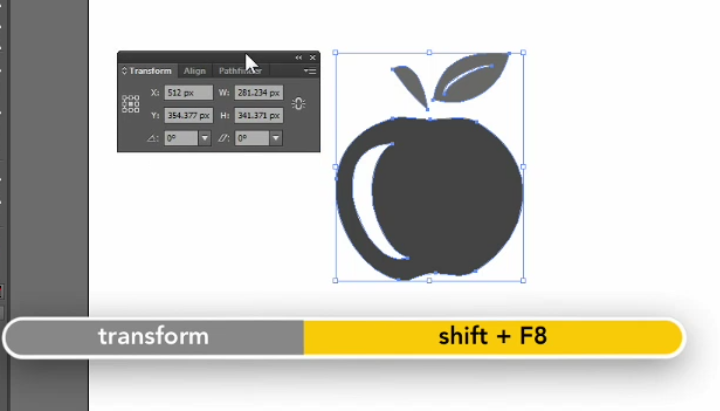 Transform Align Pathfinder
X: 512 px W: 281.234 px
Y: 354.377 px H: 341.371 px
0° 0°
transform shift + F8